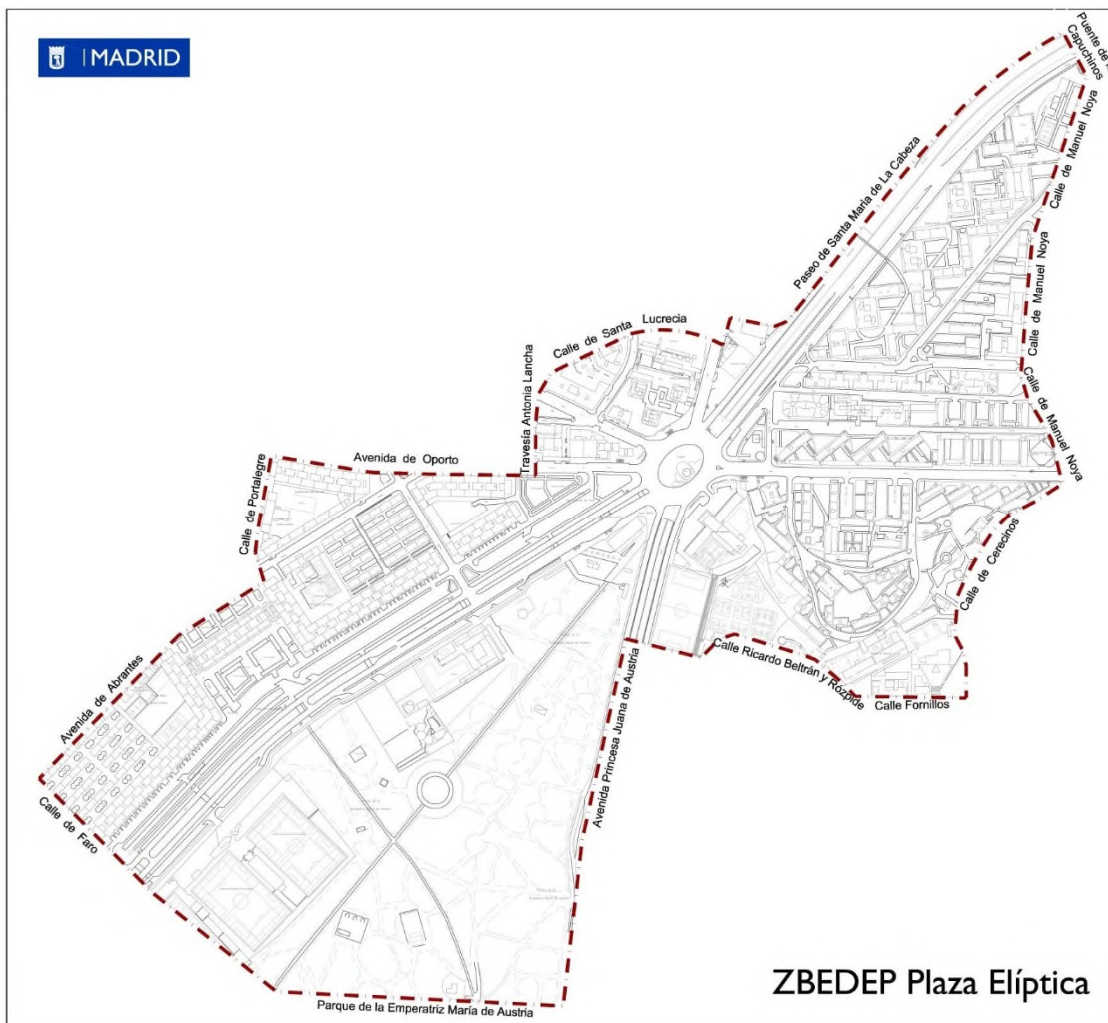 MADRID
Puente de
Capuchinos
Calle de Manuel Noya
Paseo de Santa María de La Cabeza
Calle de Manuel Noya
Calle de Santa Lucrecia
Travesía Antonia Lancha
Calle de Manuel Noya
Avenida de Oporto
Calle de Portalegre
Calle de Cerecinos
Avenida de Abrantes
Calle Ricardo Beltrán y Rózpide
Calle Fornillos
Avenida Princesa Juana de Austria
Calle de Faro
Parque de la Emperatriz María de Austria
ZBEDEP Plaza Elíptica